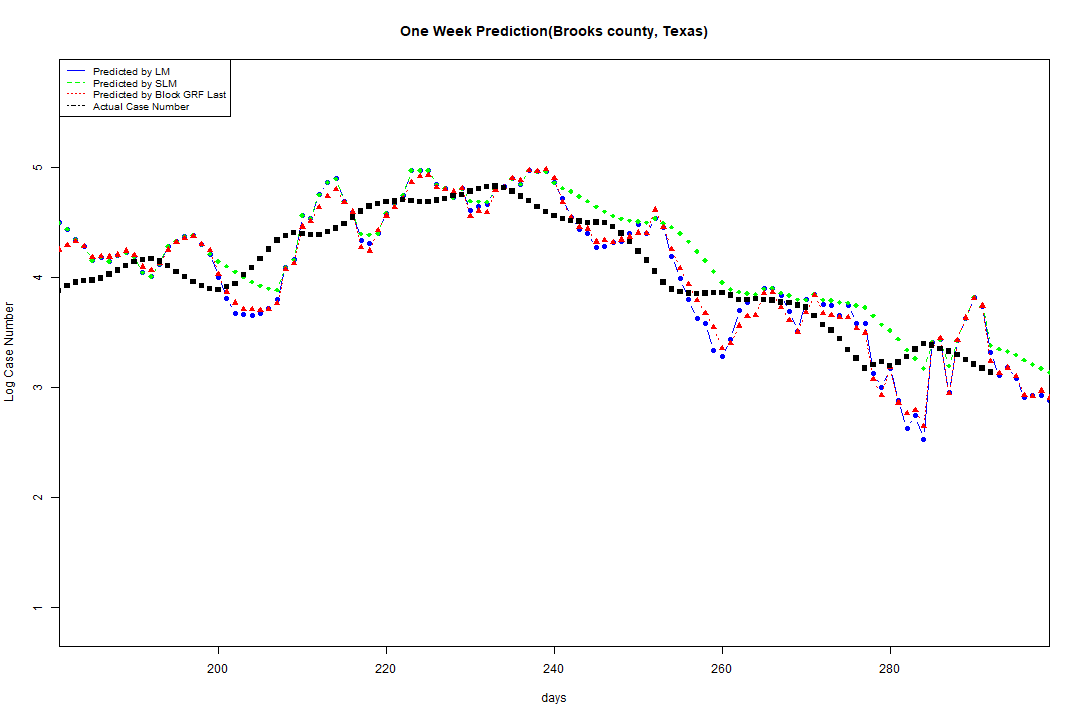 One Week Prediction(Brooks county, Texas)
Predicted by LM
Predicted by SLM
Predicted by Block GRF Last
Actual Case Number
5
4
3
2
1
Log Case Number
200 220 240 260 280
days